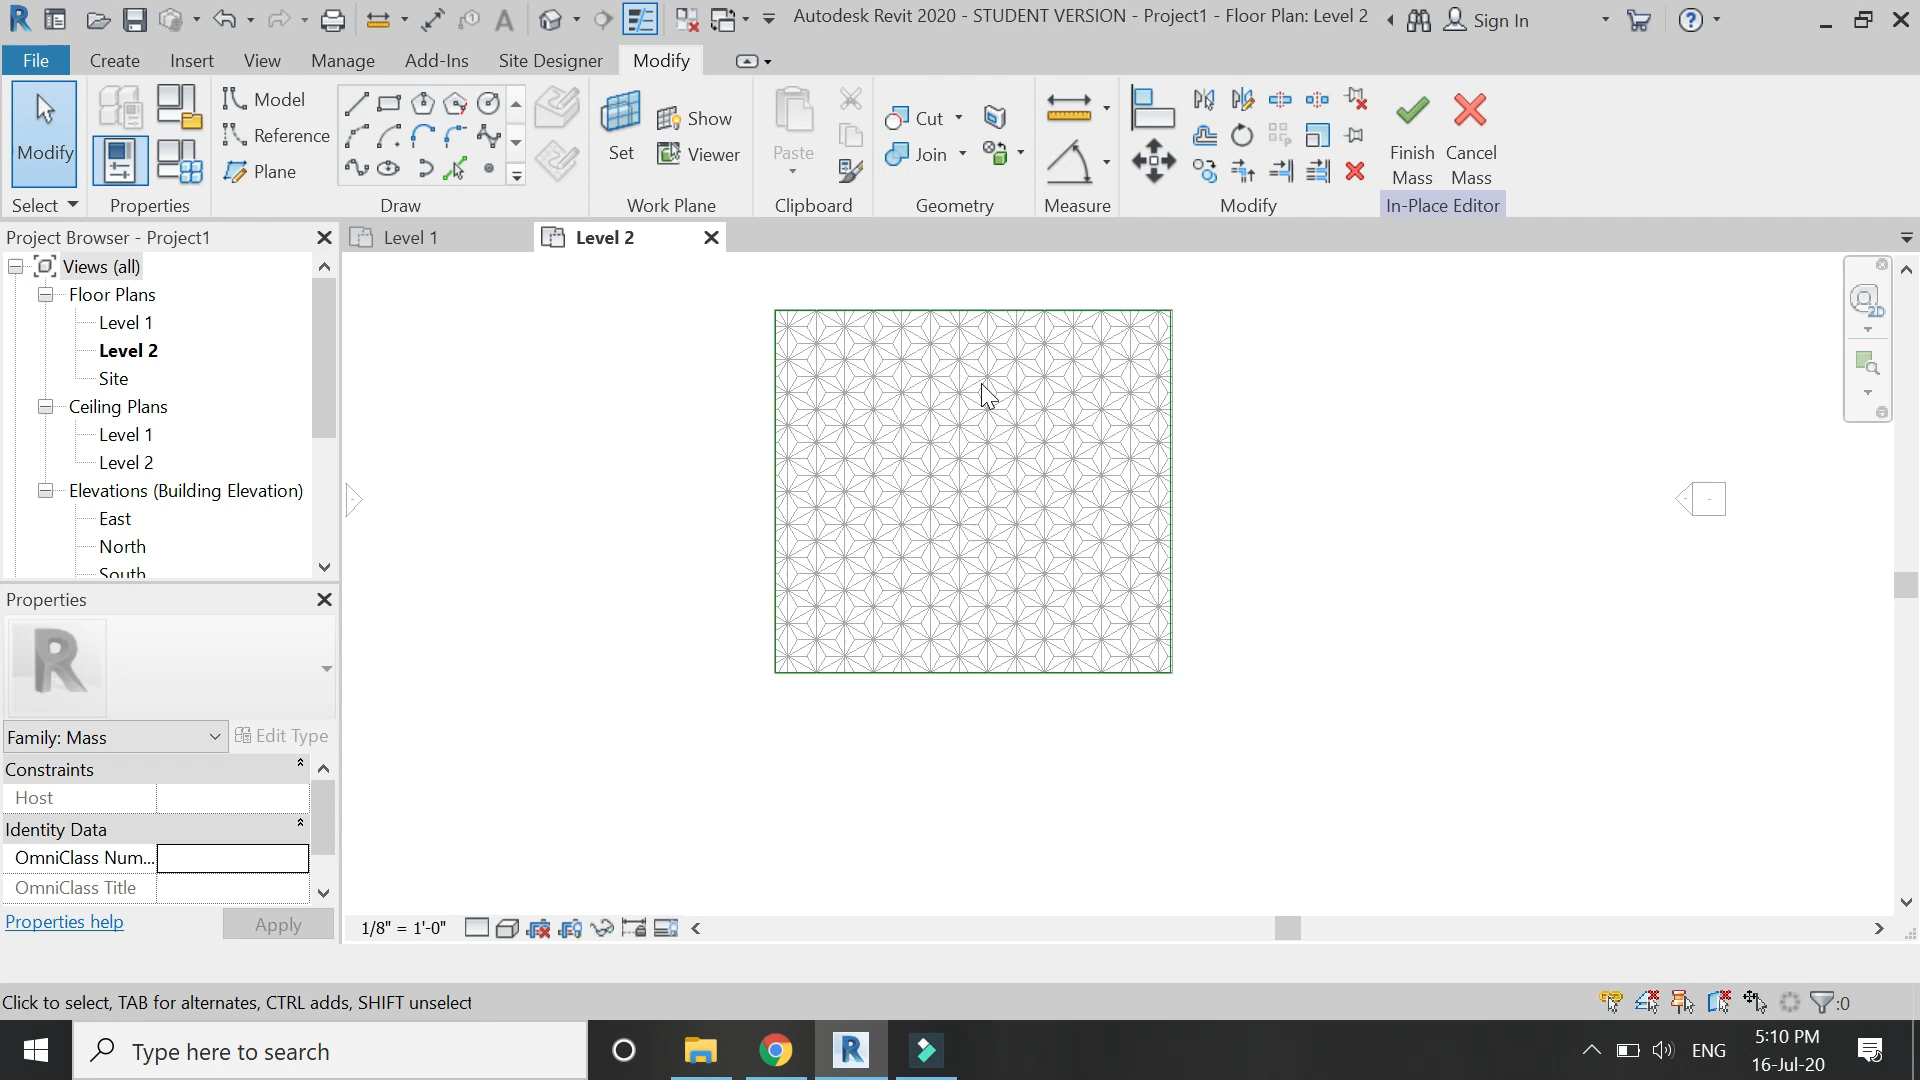 Autodesk Revit 2020 - STUDENT VERSION - Project1 - Floor Plan: Level 2
Sign In
File
Create
Insert
View
Manage
Add-Ins
Site Designer
Modify
Modify
Select
Properties
Model
Reference
Plane
Draw
Set
Show
Viewer
Work Plane
Paste
Clipboard
Cut
Join
Geometry
Measure
Modify
Finish
Mass
Cancel
Mass
In-Place Editor
Project Browser - Project1
Level 1
Level 2
Views (all)
Floor Plans
Level 1
Level 2
Site
Ceiling Plans
Level 1
Level 2
Elevations (Building Elevation)
East
North
South
Properties
R
Family: Mass
Edit Type
Constraints
Host
Identity Data
OmniClass Num...
OmniClass Title
Properties help
Apply
2D
1/8" = 1'-0"
Click to select, TAB for alternates, CTRL adds, SHIFT unselect
:0
Type here to search
R
ENG
5:10 PM
16-Jul-20